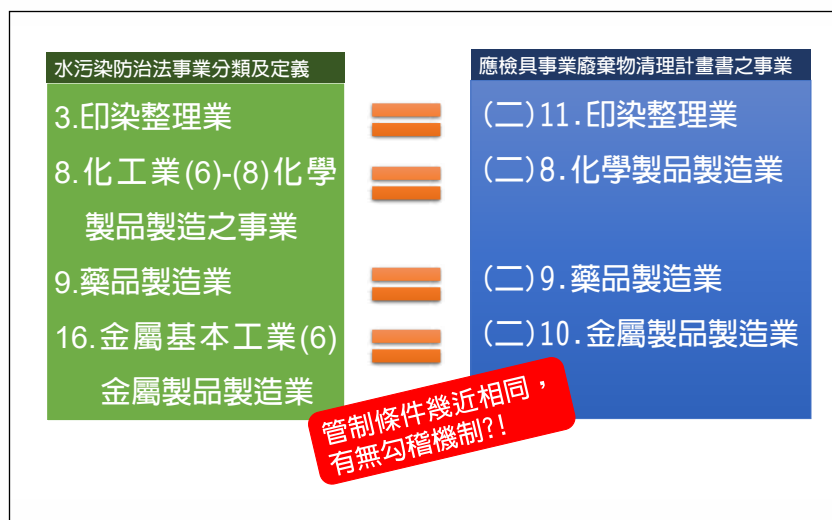 水污染防治法事業分類及定義
3.印染整理業
8.化工業(6)-(8)化學
製品製造之事業
9.藥品製造業
16.金屬基本工業(6)
金屬製品製造業
應檢具事業廢棄物清理計畫書之事業
(二)11.印染整理業
(二)8.化學製品製造業
(二)9.藥品製造業
(二)10.金屬製品製造業
管制條件幾近相同，
有無勾稽機制?!